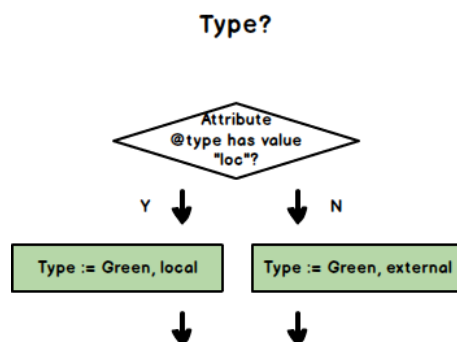 Type?
Attribute
@type has value
"loc"?
Y
N
Type := Green, local
Type := Green, external